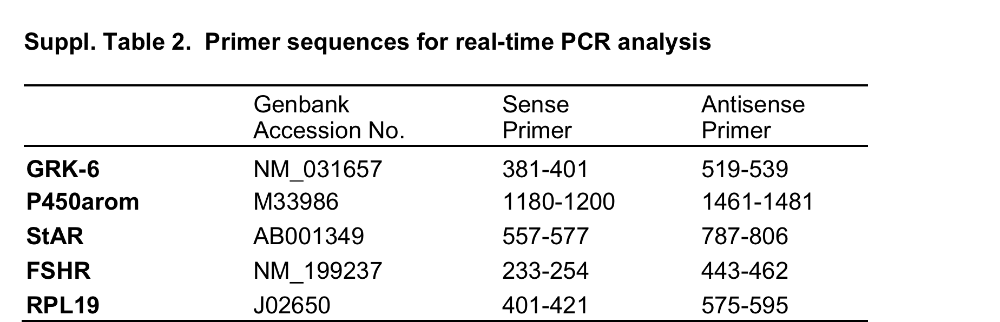 Suppl. Table 2.  Primer sequences for real-time PCR analysis
Genbank Accession No. Sense Primer Antisense Primer
GRK-6 NM_031657 381-401 519-539
P450arom M33986 1180-1200 1461-1481
StAR AB001349 557-577 787-806
FSHR NM_199237 233-254 443-462
RPL19 J02650 401-421 575-595